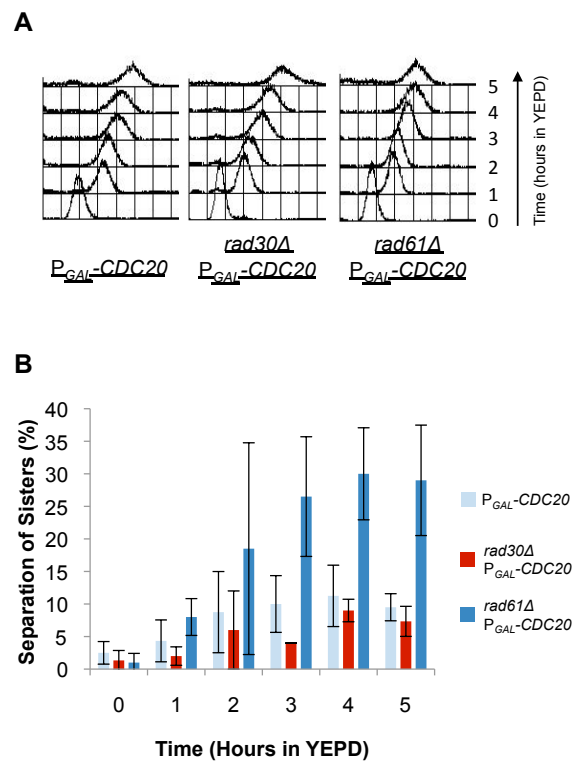 A
5
4
3
2
1
0
Time (hours in YEPD)
PGAL-CDC20
rad30Δ
PGAL-CDC20
rad61Δ
PGAL-CDC20
B
Separation of Sisters (%)
40
35
30
25
20
15
10
5
0
0 1 2 3 4 5
Time (Hours in YEPD)
PGAL-CDC20
rad30Δ
PGAL-CDC20
rad61Δ
PGAL-CDC20